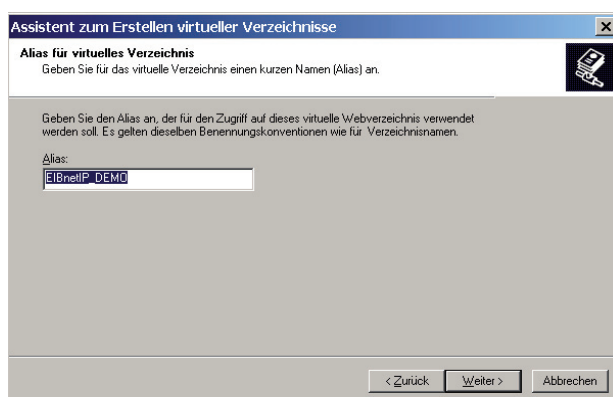 Assistent zum Erstellen virtueller Verzeichnisse
Alias für virtuelles Verzeichnis
Geben Sie für das virtuelle Verzeichnis einen kurzen Namen (Alias) an.
Geben Sie den Alias an, der für den Zugriff auf dieses virtuelle Webverzeichnis verwendet
werden soll. Es gelten dieselben Benennungskonventionen wie für Verzeichnisnamen.
Alias:
EIBnetIP_DEMO
< Zurück Weiter > Abbrechen